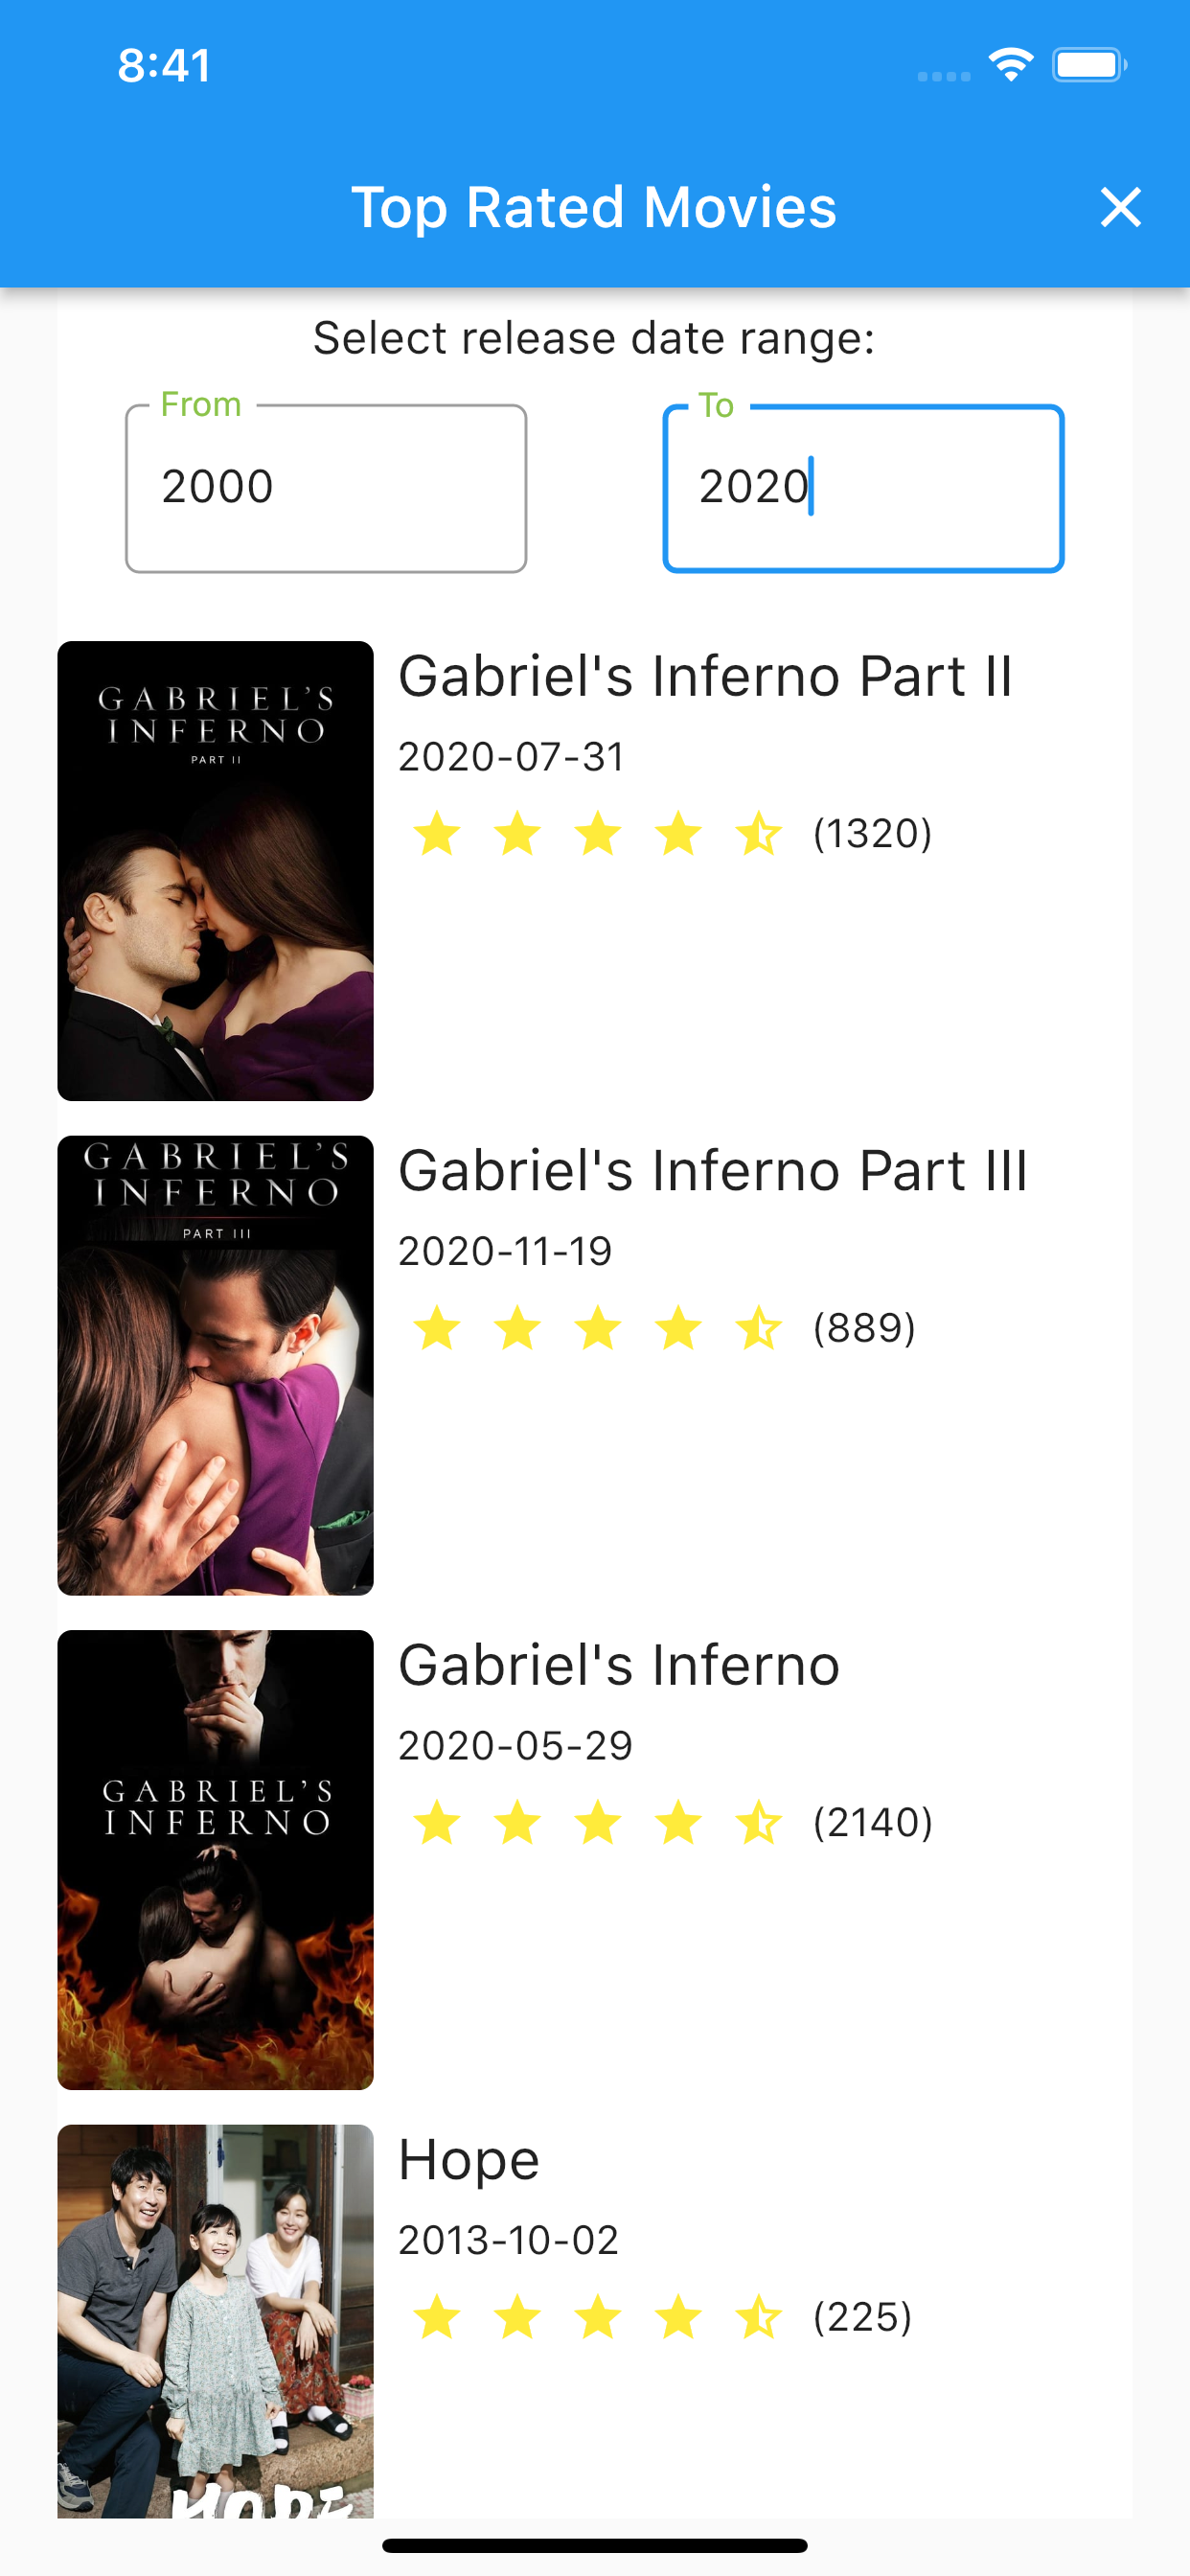 8:41
Top Rated Movies
Select release date range:
From
To
2000
2020
GABRIEL'S
INFERNO
PART II
Gabriel's Inferno Part II
2020-07-31
(1320)
GABRIEL'S
INFERNO
PART III
Gabriel's Inferno Part III
2020-11-19
(889)
GABRIEL'S
INFERNO
Gabriel's Inferno
2020-05-29
(2140)
Hope
2013-10-02
(225)
HOPE